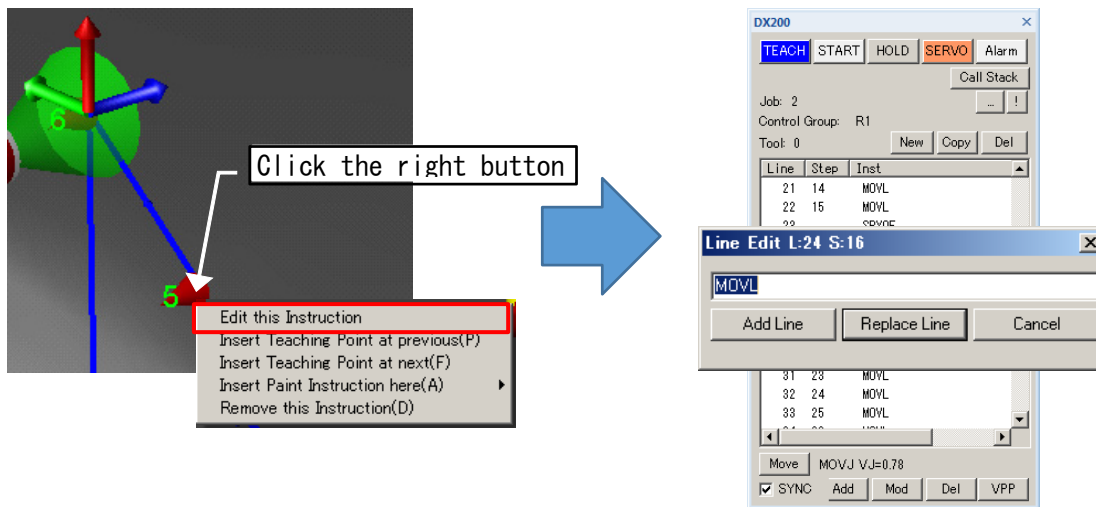 6
5
Click the right button
Edit this Instruction
Insert Teaching Point at previous(P)
Insert Teaching Point at next(F)
Insert Paint Instruction here(A)
Remove this Instruction(D)
DX200
TEACH START HOLD SERVO Alarm
Call Stack
Job: 2 ... !
Control Group: R1
Tool: 0 New Copy Del
Line Step Inst
21 14 MOVL
22 15 MOVL
Line Edit L:24 S:16
MOVL
Add Line Replace Line Cancel
31 23 MOVL
32 24 MOVL
33 25 MOVL
Move MOVJ VJ=0.78
SYNC Add Mod Del VPP